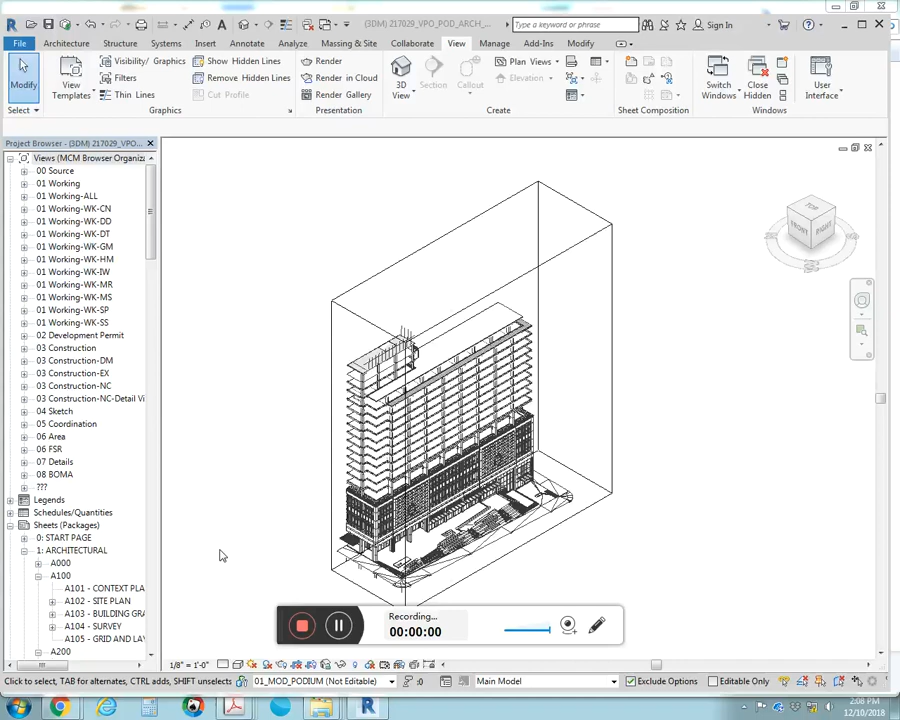 (3DM) 217029_VPO_POD_ARCH_...
Type a keyword or phrase
Sign In
File Architecture Structure Systems Insert Annotate Analyze Massing & Site Collaborate View Manage Add-Ins Modify
Modify
View Templates
Visibility/ Graphics
Filters
Thin Lines
Show Hidden Lines
Remove Hidden Lines
Cut Profile
Render
Render in Cloud
Render Gallery
3D View
Section
Callout
Plan Views
Elevation
Switch Windows
Close Hidden
User Interface
Select Graphics Presentation Create Sheet Composition Windows
Project Browser - (3DM) 217029_VPO...
Views (MCM Browser Organiza
00 Source
01 Working
01 Working-ALL
01 Working-WK-CN
01 Working-WK-DD
01 Working-WK-DT
01 Working-WK-GM
01 Working-WK-HM
01 Working-WK-IW
01 Working-WK-MR
01 Working-WK-MS
01 Working-WK-SP
01 Working-WK-SS
02 Development Permit
03 Construction
03 Construction-DM
03 Construction-EX
03 Construction-NC
03 Construction-NC-Detail Vi
04 Sketch
05 Coordination
06 Area
06 FSR
07 Details
08 BOMA
???
Legends
Schedules/Quantities
Sheets (Packages)
0: START PAGE
1: ARCHITECTURAL
A000
A100
A101 - CONTEXT PLA
A102 - SITE PLAN
A103 - BUILDING GRA
A104 - SURVEY
A105 - GRID AND LAY
A200
TOP
FRONT
RIGHT
Recording...
00:00:00
1/8" = 1'-0"
Click to select, TAB for alternates, CTRL adds, SHIFT unselects
01_MOD_PODIUM (Not Editable)
:0
Main Model
Exclude Options
Editable Only
:0
2:08 PM
12/10/2018